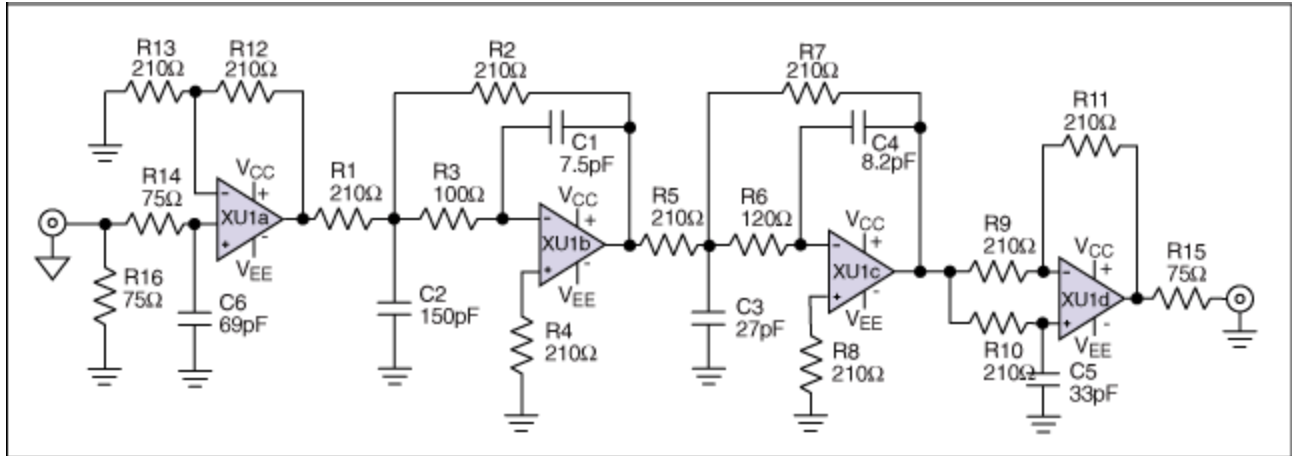 R13
210Ω
R12
210Ω
R2
210Ω
R7
210Ω
R11
210Ω
C1
7.5pF
C4
8.2pF
R14
75Ω
VCC
+
-
XU1a
+
-
VEE
R1
210Ω
R3
100Ω
VCC
+
-
XU1b
+
-
VEE
R5
210Ω
R6
120Ω
VCC
+
-
XU1c
+
-
VEE
R9
210Ω
VCC
+
-
XU1d
+
-
VEE
R15
75Ω
R16
75Ω
C6
69pF
C2
150pF
R4
210Ω
C3
27pF
R8
210Ω
R10
210Ω
C5
33pF